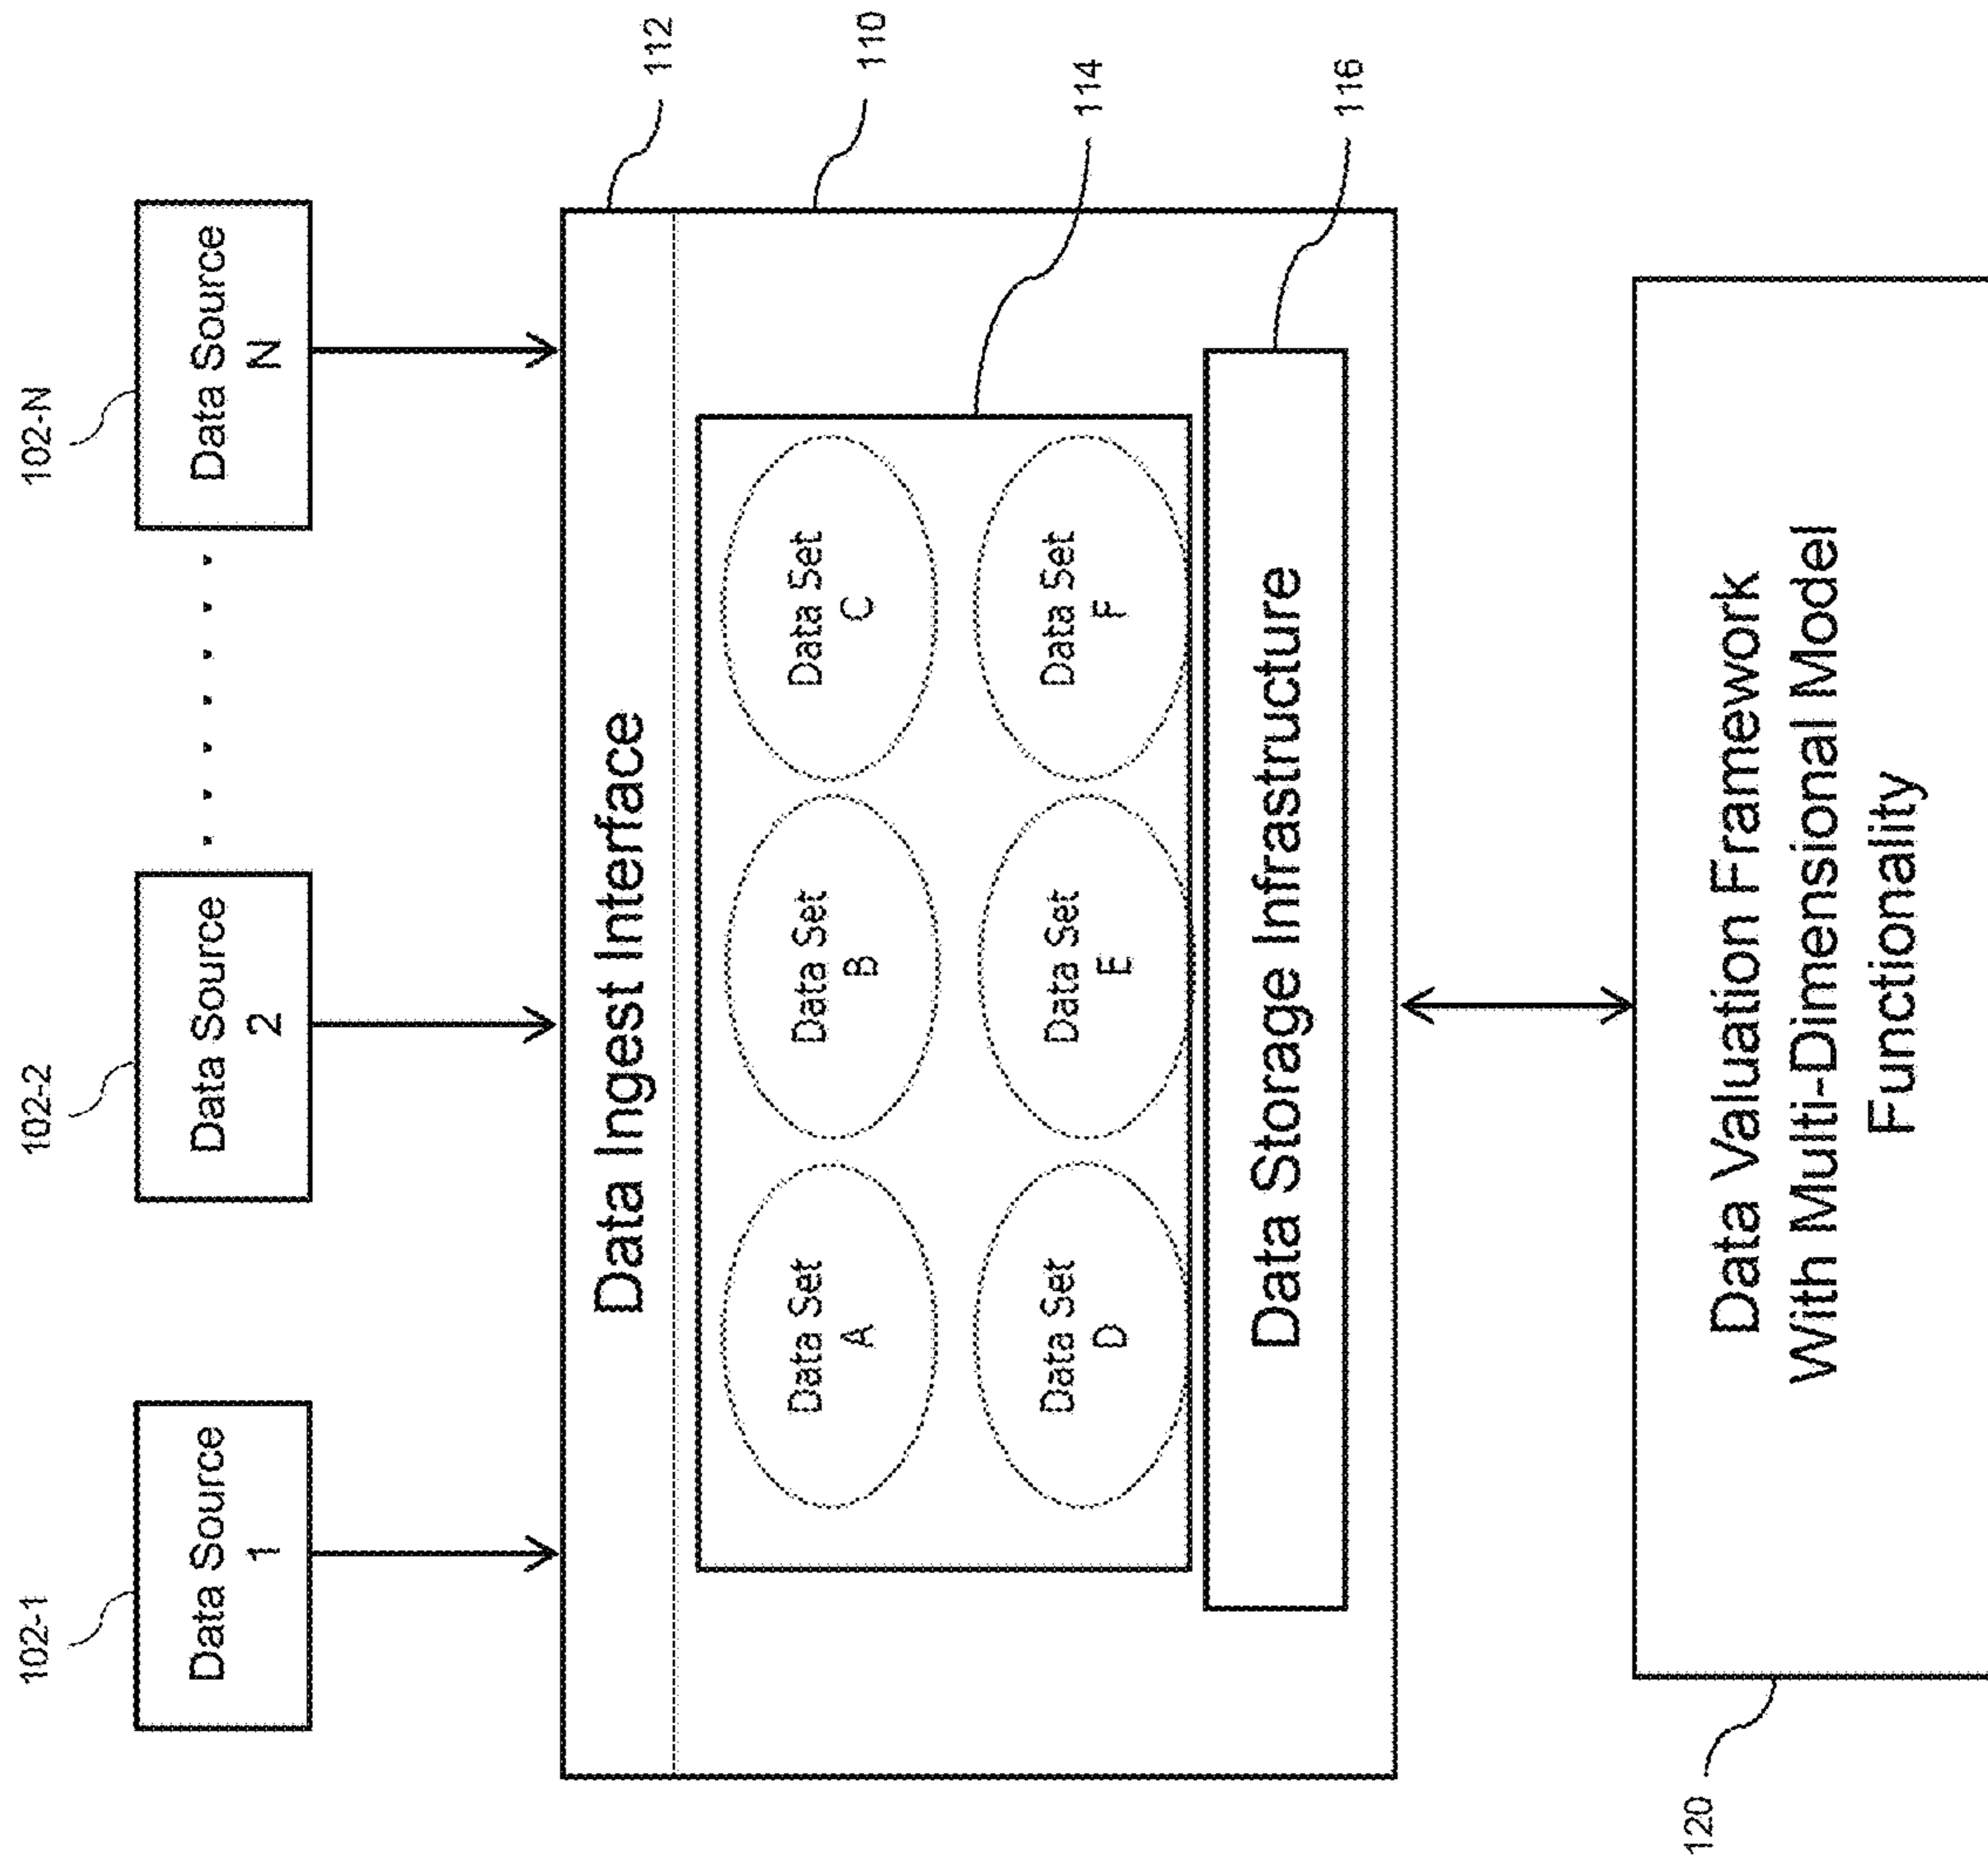 102-1
102-2
102-N
Data Source
1
Data Source
2
Data Source
N
. . . . . . .
Data Ingest Interface
112
110
Data Set
A
Data Set
B
Data Set
C
114
Data Set
D
Data Set
E
Data Set
F
Data Storage Infrastructure
116
120
Data Valuation Framework
With Multi-Dimensional Model
Functionality